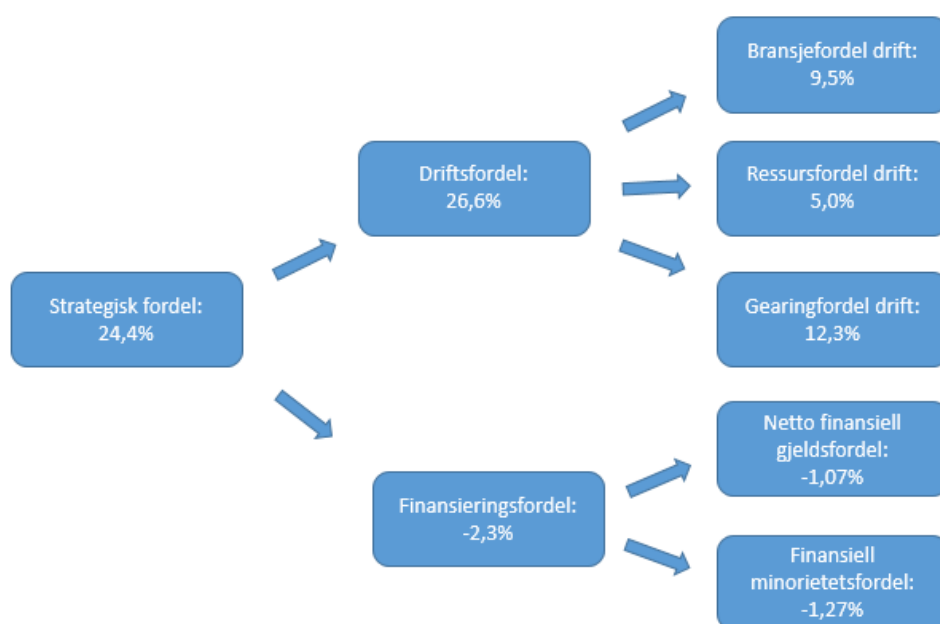 Bransjefordel drift:
9,5%
Driftsfordel:
26,6%
Ressursfordel drift:
5,0%
Strategisk fordel:
24,4%
Gearingfordel drift:
12,3%
Netto finansiell
gjeldsfordel:
-1,07%
Finansieringsfordel:
-2,3%
Finansiell
minorietetsfordel:
-1,27%